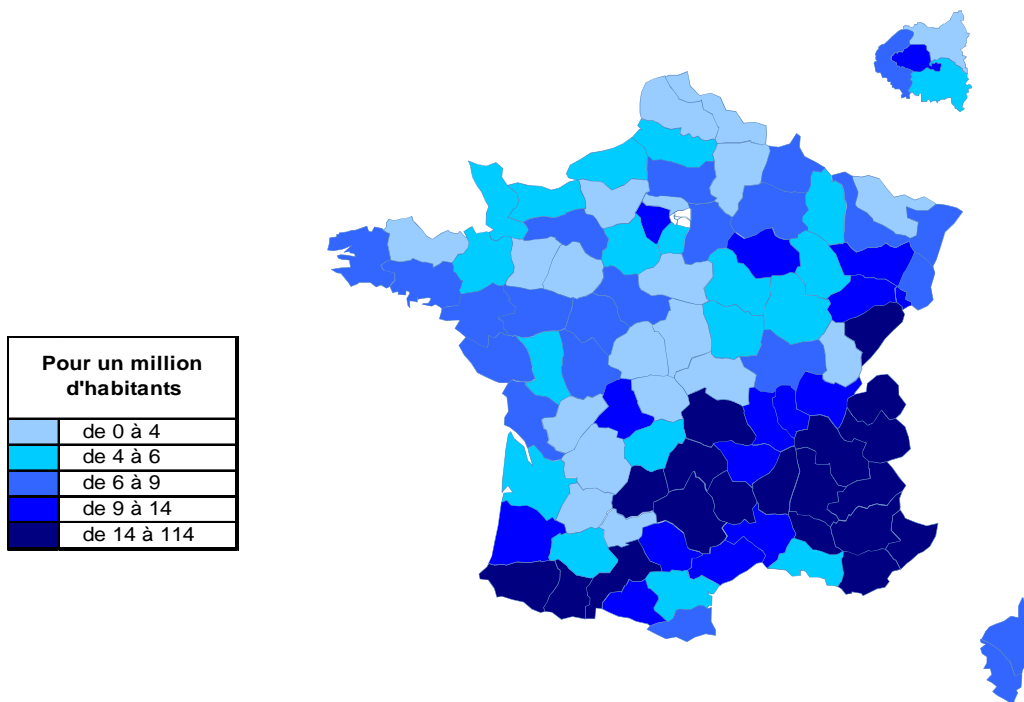 Pour un million
d'habitants
de 0 à 4
de 4 à 6
de 6 à 9
de 9 à 14
de 14 à 114